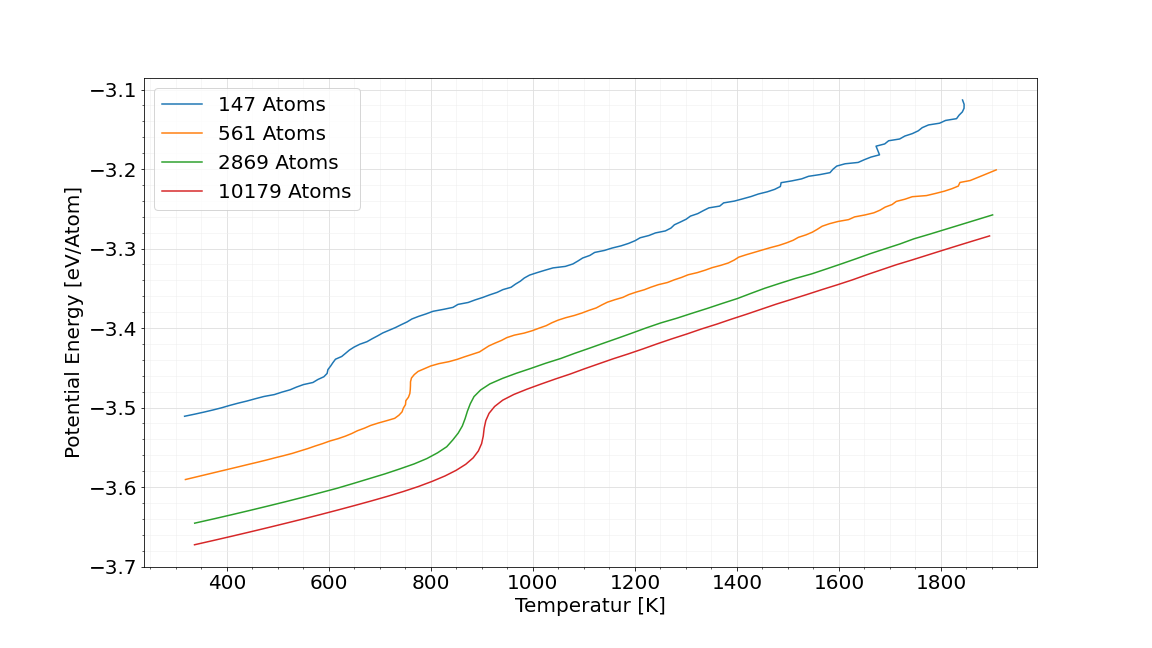 147 Atoms
561 Atoms
2869 Atoms
10179 Atoms
Potential Energy [eV/Atom]
−3.1
−3.2
−3.3
−3.4
−3.5
−3.6
−3.7
400 600 800 1000 1200 1400 1600 1800
Temperatur [K]